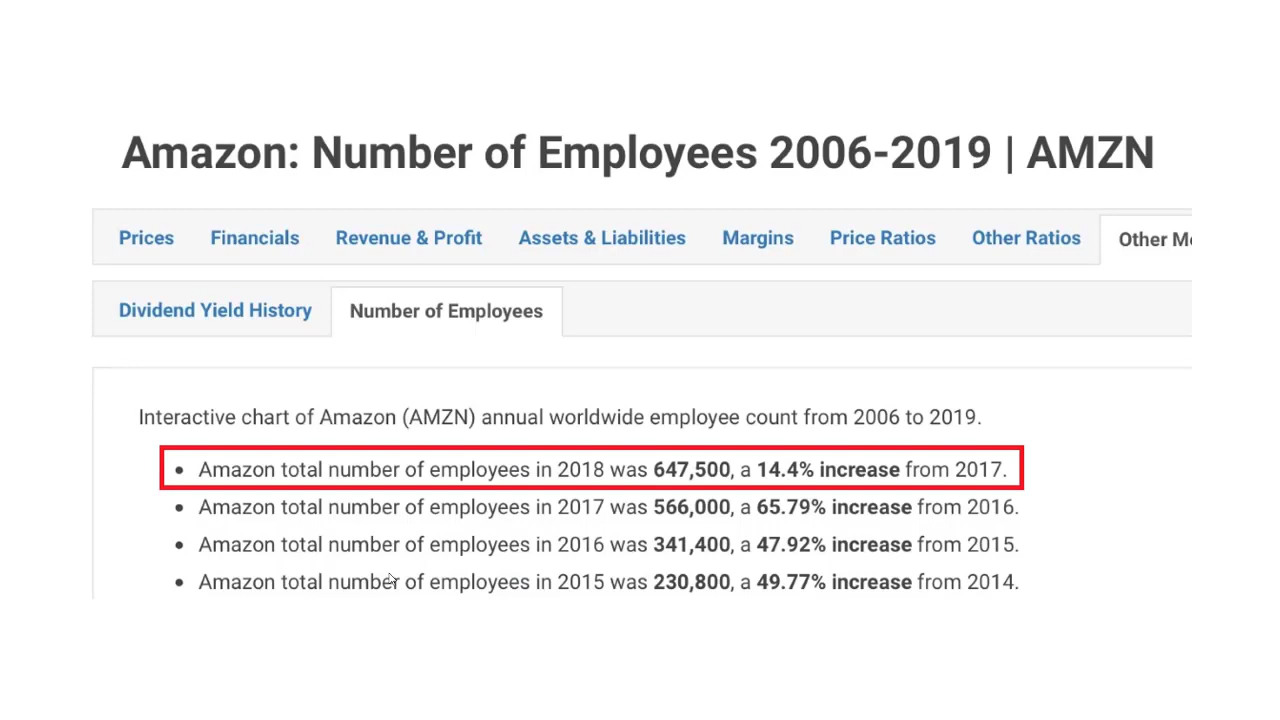 Amazon: Number of Employees 2006-2019 | AMZN
Prices Financials Revenue & Profit Assets & Liabilities Margins Price Ratios Other Ratios Other
Dividend Yield History Number of Employees
Interactive chart of Amazon (AMZN) annual worldwide employee count from 2006 to 2019.
• Amazon total number of employees in 2018 was 647,500, a 14.4% increase from 2017.
• Amazon total number of employees in 2017 was 566,000, a 65.79% increase from 2016.
• Amazon total number of employees in 2016 was 341,400, a 47.92% increase from 2015.
• Amazon total number of employees in 2015 was 230,800, a 49.77% increase from 2014.